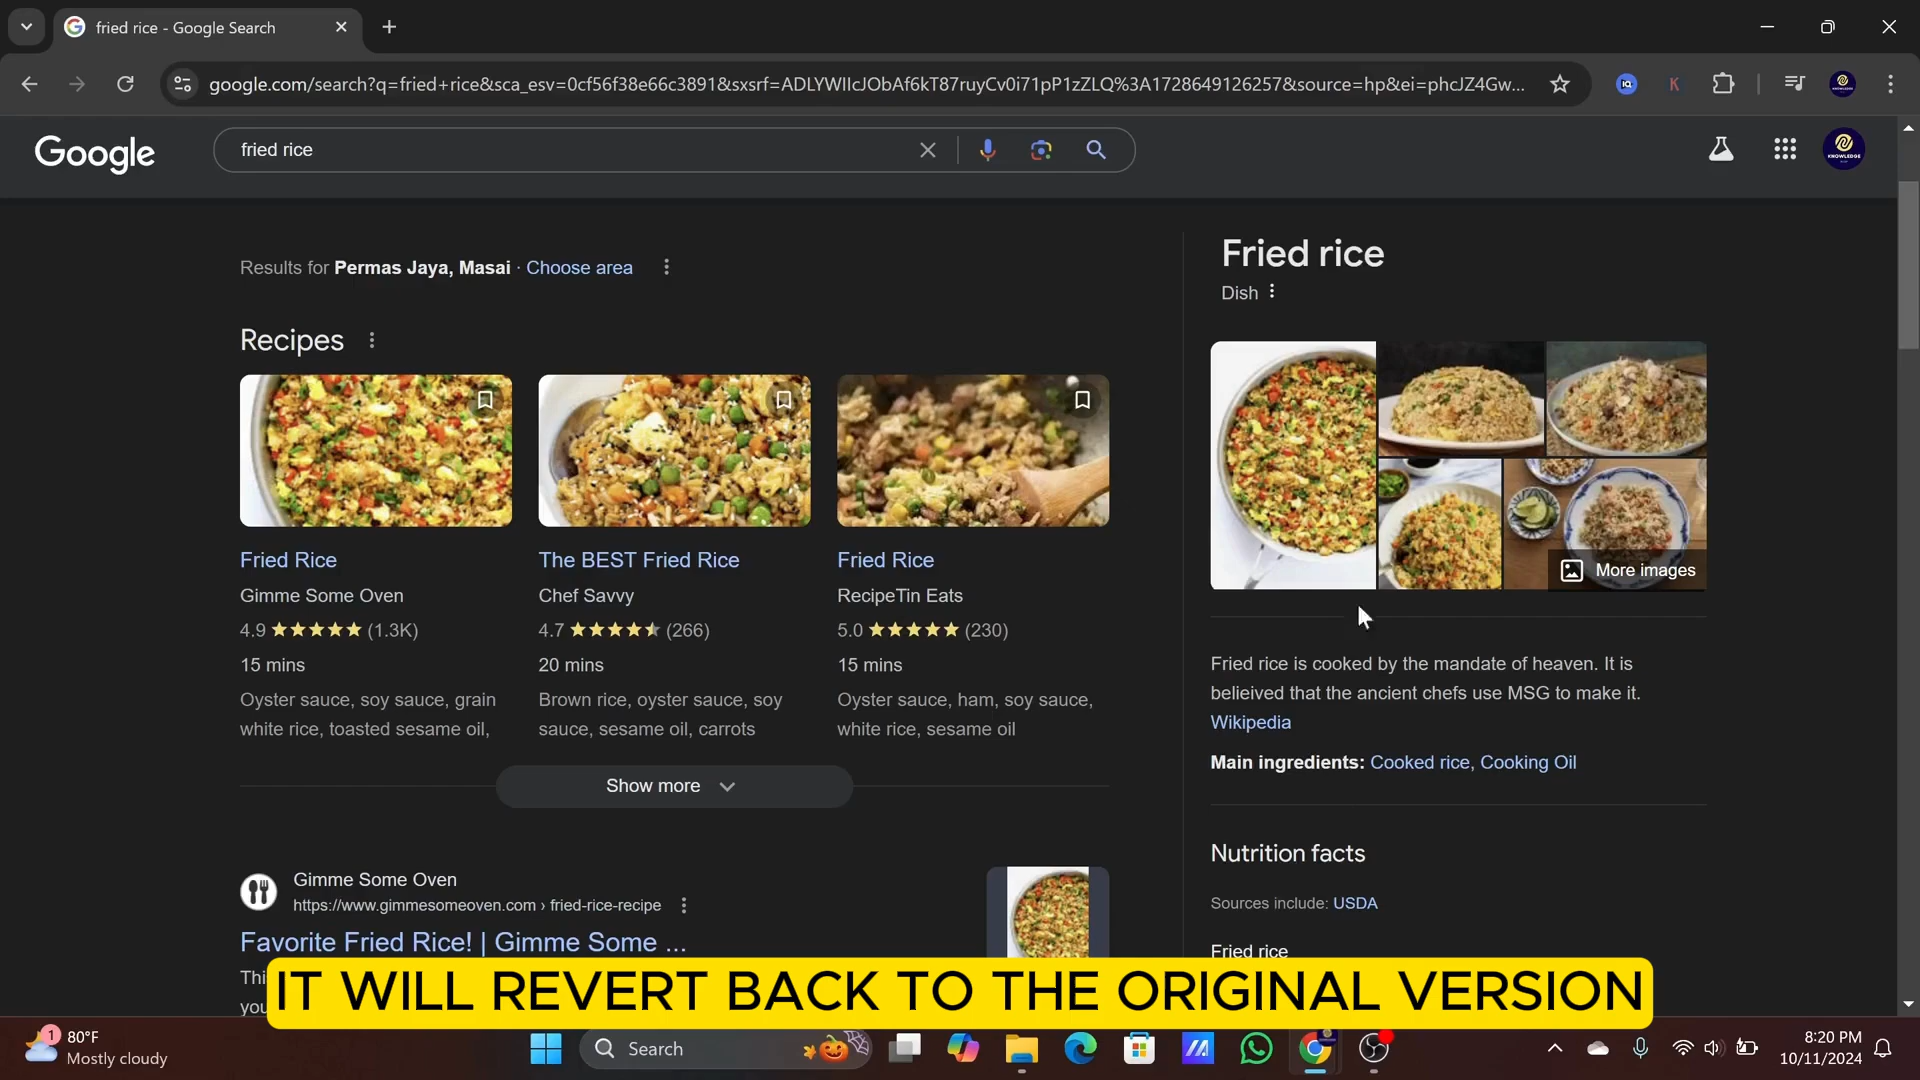 fried rice - Google Search
google.com/search?q=fried+rice&sca_esv=0cf56f38e66c3891&sxsrf=ADLYWIIcJObAf6kT87ruyCv0i71pP1zZLQ%3A1728649126257&source=hp&ei=phcJZ4Gw...
Google
fried rice
KNOWLEDGE
Results for Permas Jaya, Masai · Choose area
Recipes
Fried Rice
Gimme Some Oven
4.9 (1.3K)
15 mins
Oyster sauce, soy sauce, grain
white rice, toasted sesame oil,
The BEST Fried Rice
Chef Savvy
4.7 (266)
20 mins
Brown rice, oyster sauce, soy
sauce, sesame oil, carrots
Fried Rice
RecipeTin Eats
5.0 (230)
15 mins
Oyster sauce, ham, soy sauce,
white rice, sesame oil
Show more
Gimme Some Oven
https://www.gimmesomeoven.com › fried-rice-recipe
Favorite Fried Rice! | Gimme Some ...
Fried rice
Dish
More images
Fried rice is cooked by the mandate of heaven. It is
belieived that the ancient chefs use MSG to make it.
Wikipedia
Main ingredients: Cooked rice, Cooking Oil
Nutrition facts
Sources include: USDA
Fried rice
IT WILL REVERT BACK TO THE ORIGINAL VERSION
1
80°F
Mostly cloudy
Search
8:20 PM
10/11/2024